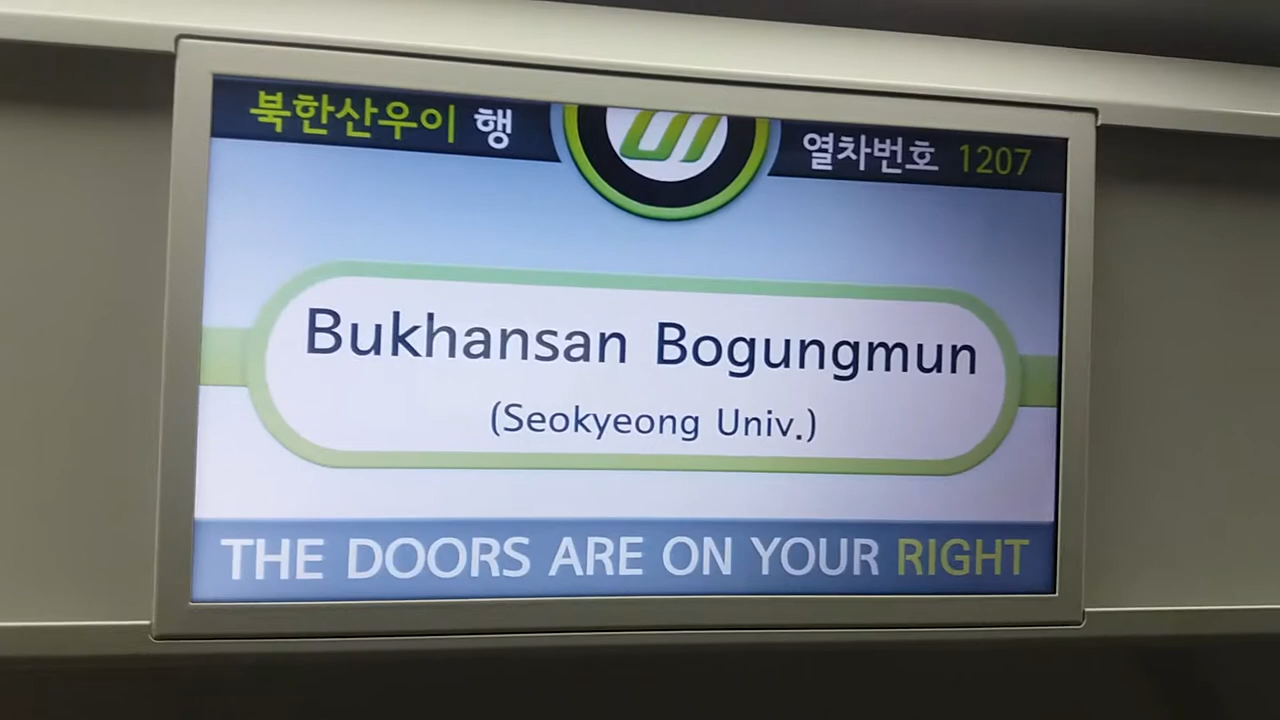 북한산우이 행
열차번호 1207
Bukhansan Bogungmun
(Seokyeong Univ.)
THE DOORS ARE ON YOUR RIGHT